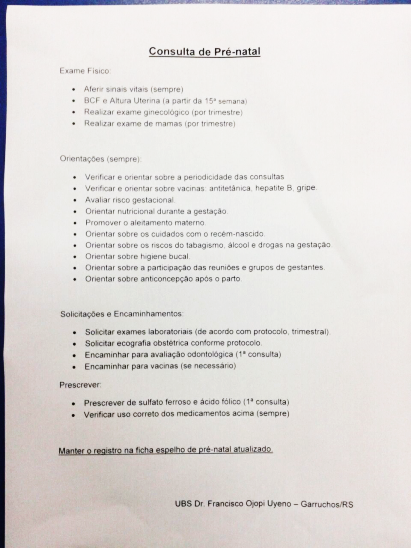 Consulta de Pré-natal
Exame Físico:
• Aferir sinais vitais (sempre)
• BCF e Altura Uterina (a partir da 15ª semana)
• Realizar exame ginecológico (por trimestre)
• Realizar exame de mamas (por trimestre)
Orientações (sempre):
• Verificar e orientar sobre a periodicidade das consultas
• Verificar e orientar sobre vacinas: antitetânica, hepatite B, gripe.
• Avaliar risco gestacional.
• Orientar nutricional durante a gestação.
• Promover o aleitamento materno.
• Orientar sobre os cuidados com o recém-nascido.
• Orientar sobre os riscos do tabagismo, álcool e drogas na gestação
• Orientar sobre higiene bucal.
• Orientar sobre a participação das reuniões e grupos de gestantes.
• Orientar sobre anticoncepção após o parto.
Solicitações e Encaminhamentos:
• Solicitar exames laboratoriais (de acordo com protocolo, trimestral).
• Solicitar ecografia obstétrica conforme protocolo.
• Encaminhar para avaliação odontológica (1ª consulta)
• Encaminhar para vacinas (se necessário)
Prescrever:
• Prescrever de sulfato ferroso e ácido fólico (1ª consulta)
• Verificar uso correto dos medicamentos acima (sempre)
Manter o registro na ficha espelho de pré-natal atualizado.
UBS Dr. Francisco Ojopi Uyeno – Garruchos/RS